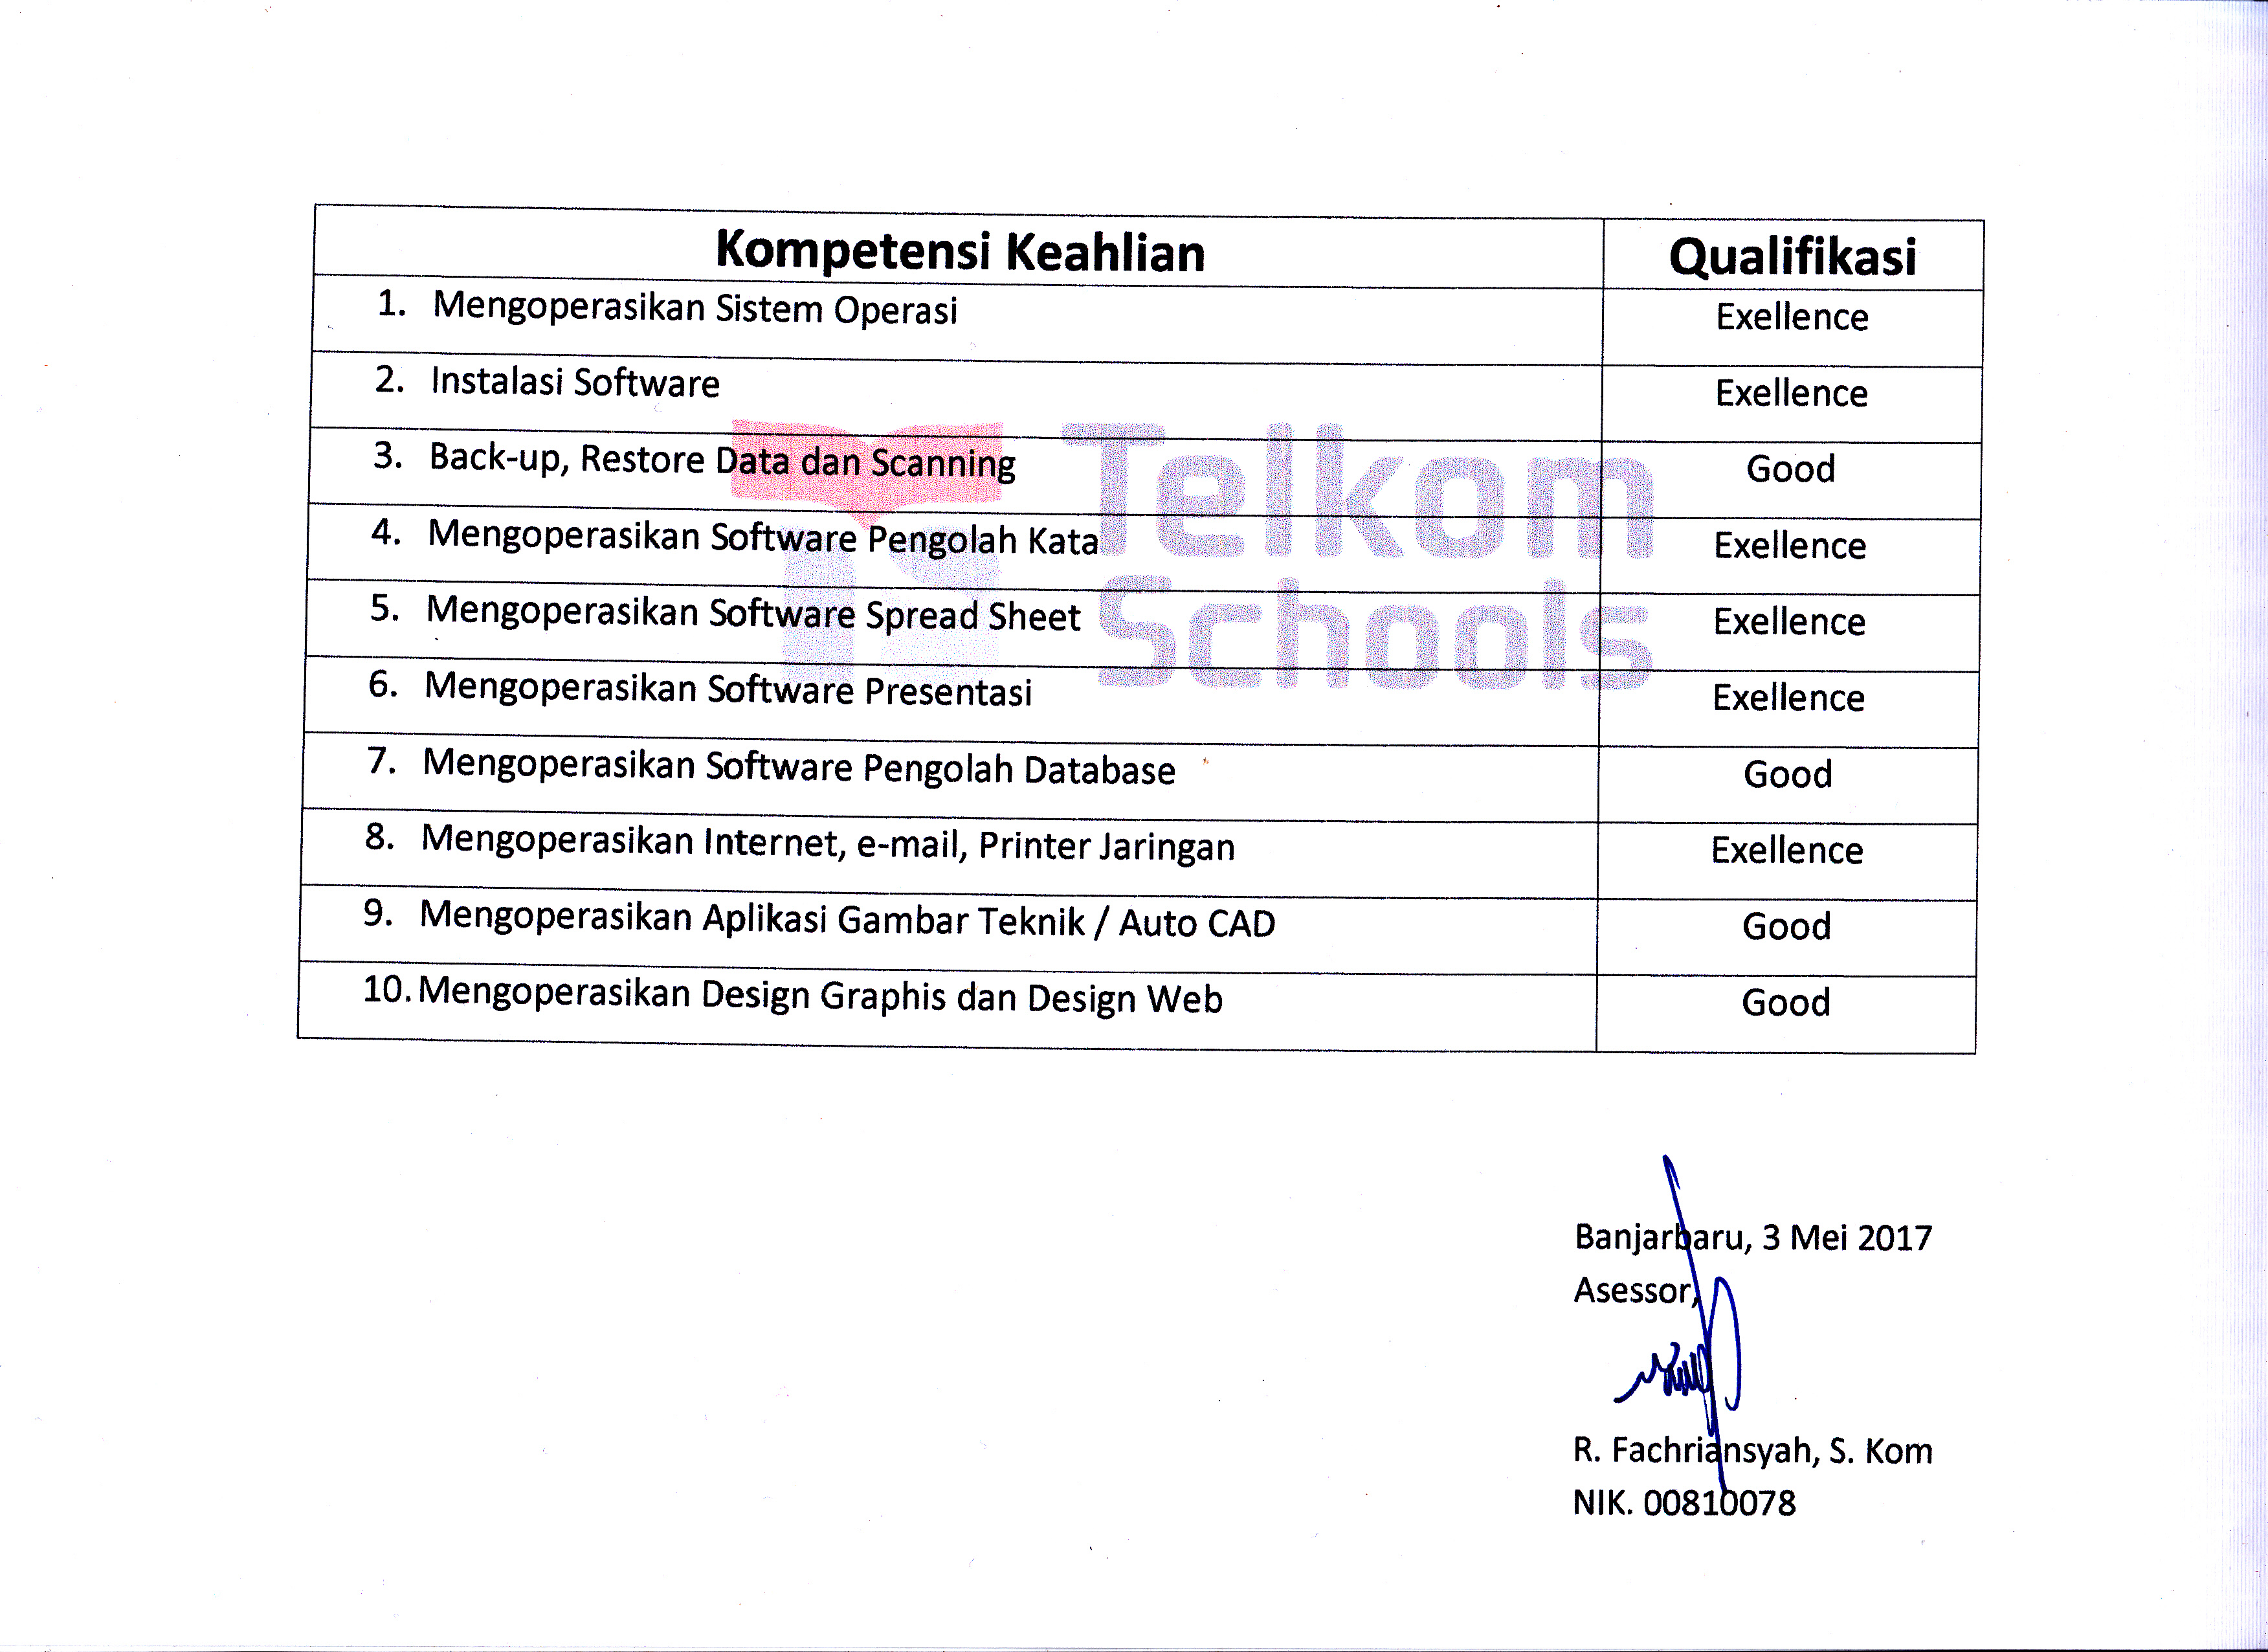 Kompetensi Keahlian Qualifikasi
1. Mengoperasikan Sistem Operasi Exellence
2. Instalasi Software Exellence
3. Back-up, Restore Data dan Scanning Good
4. Mengoperasikan Software Pengolah Kata Exellence
5. Mengoperasikan Software Spread Sheet Exellence
6. Mengoperasikan Software Presentasi Exellence
7. Mengoperasikan Software Pengolah Database Good
8. Mengoperasikan Internet, e-mail, Printer Jaringan Exellence
9. Mengoperasikan Aplikasi Gambar Teknik / Auto CAD Good
10. Mengoperasikan Design Graphis dan Design Web Good
Telkom
Schools
Banjarbaru, 3 Mei 2017
Asessor,
R. Fachriansyah, S. Kom
NIK. 00810078